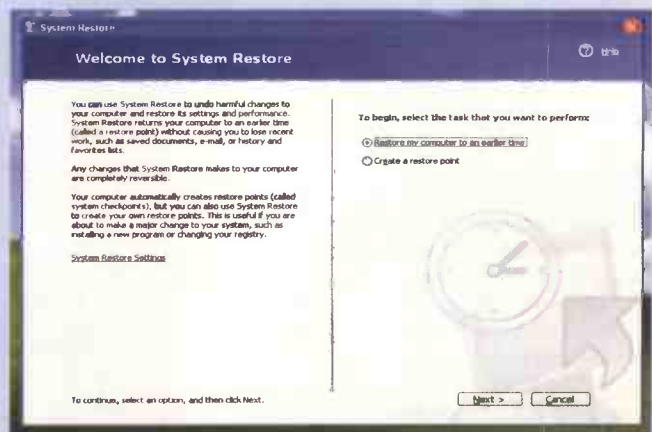 System Restore
Welcome to System Restore
Help
You can use System Restore to undo harmful changes to
your computer and restore its settings and performance.
System Restore returns your computer to an earlier time
(called a restore point) without causing you to lose recent
work, such as saved documents, e-mail, or history and
favorites lists.
Any changes that System Restore makes to your computer
are completely reversible.
Your computer automatically creates restore points (called
system checkpoints), but you can also use System Restore
to create your own restore points. This is useful if you are
about to make a major change to your system, such as
installing a new program or changing your registry.
System Restore Settings
To begin, select the task that you want to perform:
Restore my computer to an earlier time
Create a restore point
To continue, select an option, and then click Next.
Next >
Cancel